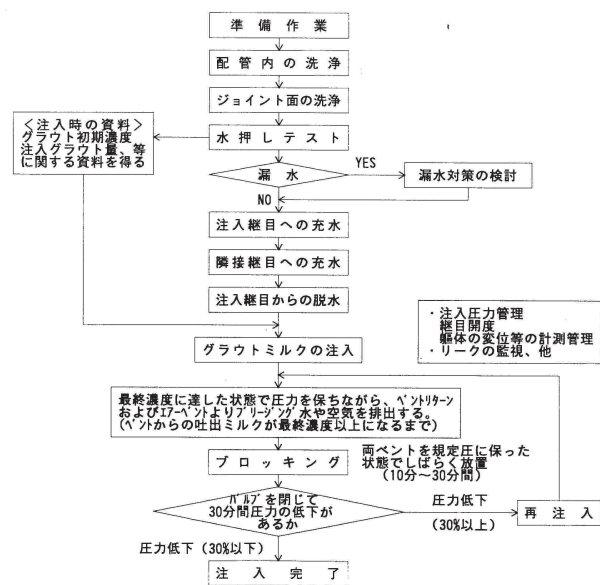 準備作業
配管内の洗浄
ジョイント面の洗浄
<注入時の資料>
グラウト初期濃度
注入グラウト量、等
に関する資料を得る
水押しテスト
漏水
YES
漏水対策の検討
NO
注入継目への充水
隣接継目への充水
注入継目からの脱水
・注入圧力管理
継目開度
躯体の変位等の計測管理
・リークの監視、他
グラウトミルクの注入
最終濃度に達した状態で圧力を保ちながら、ベントリターン
およびエアーベントよりブリージング水や空気を排出する。
(ベントからの吐出ミルクが最終濃度以上になるまで)
ブロッキング
両ベントを規定圧に保った
状態でしばらく放置
(10分~30分間)
バルブを閉じて
30分間圧力の低下が
あるか
圧力低下
(30%以上)
再注入
圧力低下(30%以下)
注入完了